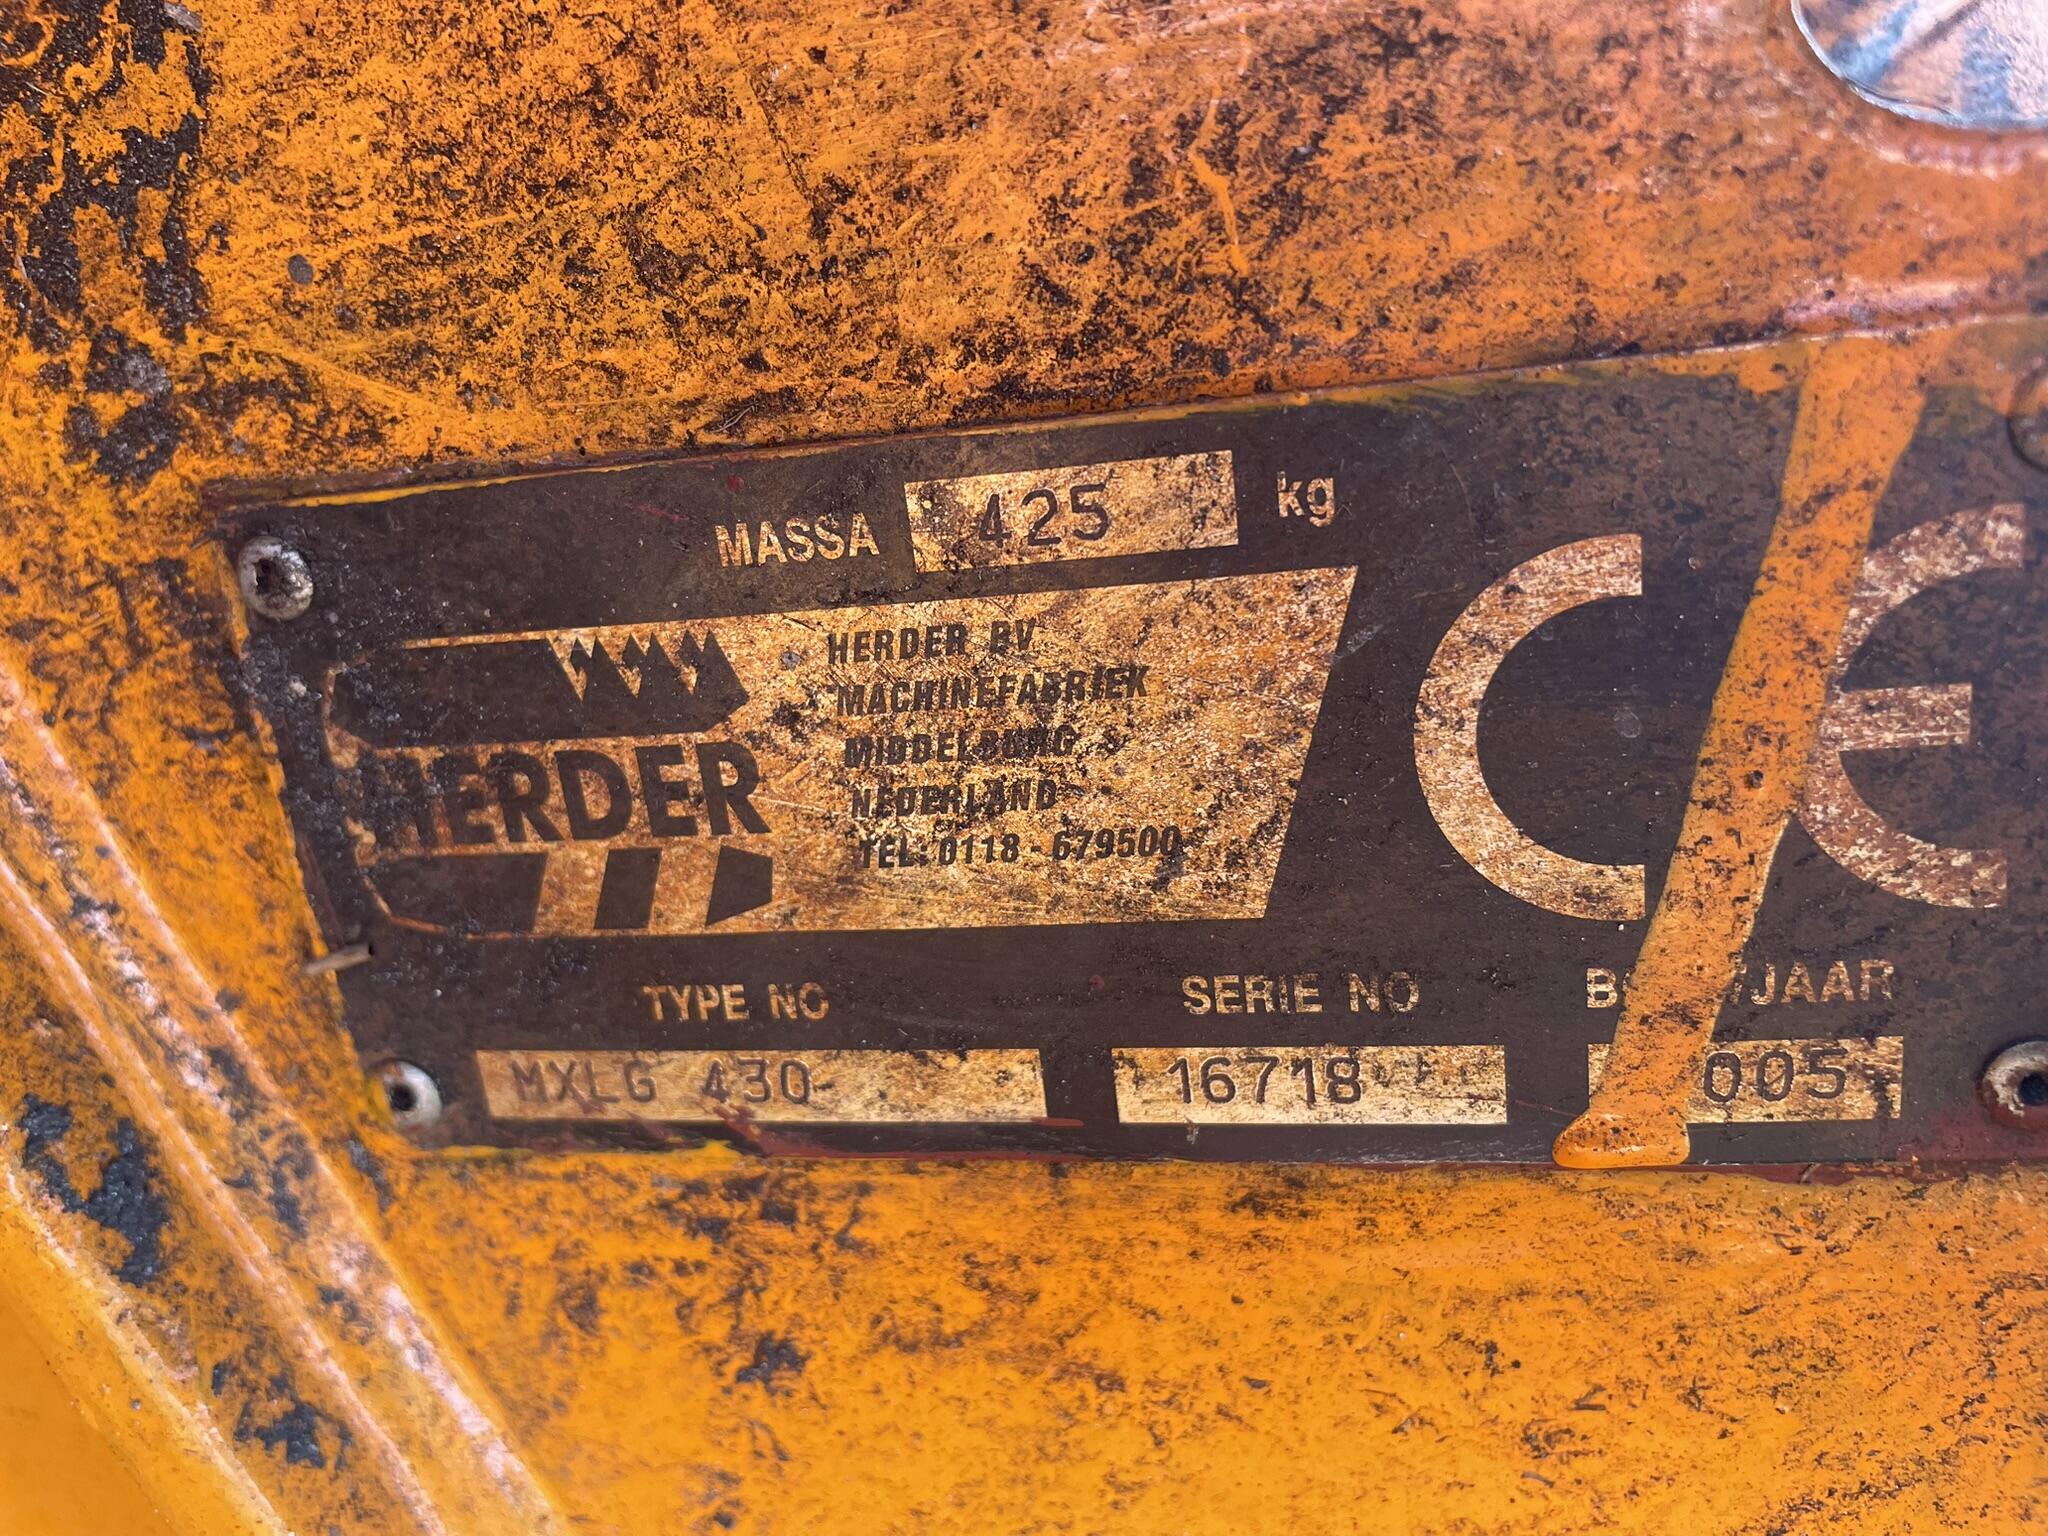 MASSA 425 kg
HERDER
HERDER BV
MACHINEFABRIEK
MIDDELBURG
NEDERLAND
TEL: 0118 - 679500
CE
TYPE NO SERIE NO
MXLG 430 16718 005